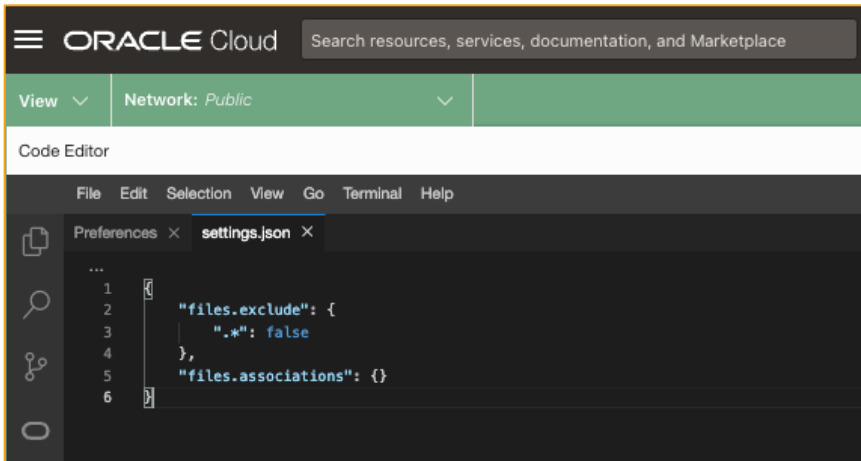 ORACLE Cloud Search resources, services, documentation, and Marketplace
View Network: Public
Code Editor
File Edit Selection View Go Terminal Help
Preferences × settings.json ×
...
1 {
2 "files.exclude": {
3 ".*": false
4 },
5 "files.associations": {}
6 }